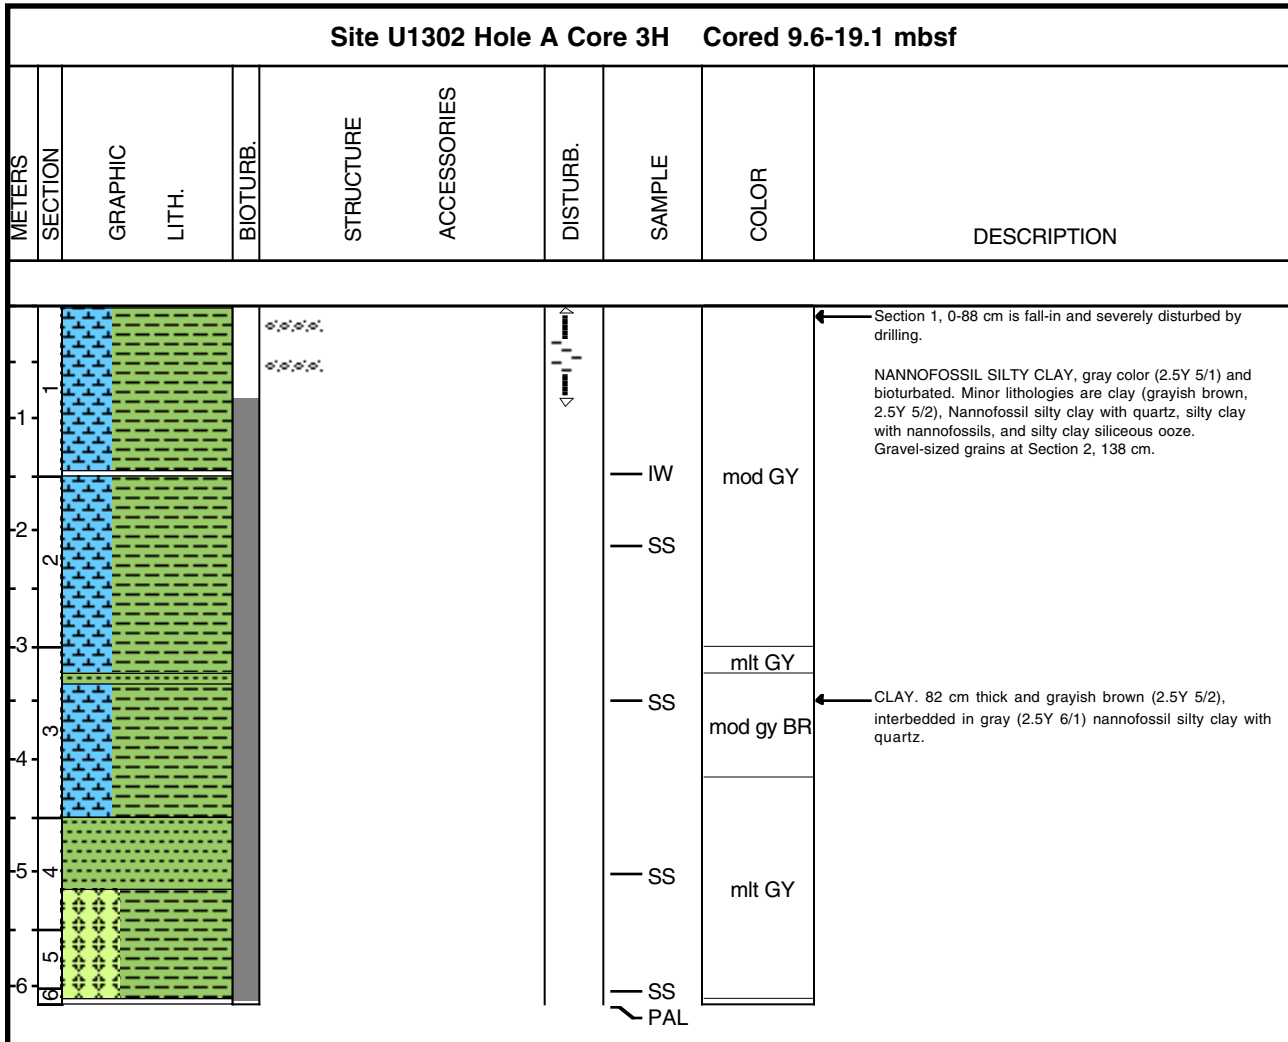 Site U1302 Hole A Core 3H Cored 9.6-19.1 mbsf
METERS
SECTION
GRAPHIC
LITH.
BIOTURB.
STRUCTURE
ACCESSORIES
DISTURB.
SAMPLE
COLOR
DESCRIPTION
1
2
3
4
5
6
1
2
3
4
5
6
IW
SS
SS
SS
SS
PAL
mod GY
mlt GY
mod gy BR
mlt GY
Section 1, 0-88 cm is fall-in and severely disturbed by
drilling.
NANNOFOSSIL SILTY CLAY, gray color (2.5Y 5/1) and
bioturbated. Minor lithologies are clay (grayish brown,
2.5Y 5/2), Nannofossil silty clay with quartz, silty clay
with nannofossils, and silty clay siliceous ooze.
Gravel-sized grains at Section 2, 138 cm.
CLAY. 82 cm thick and grayish brown (2.5Y 5/2),
interbedded in gray (2.5Y 6/1) nannofossil silty clay with
quartz.